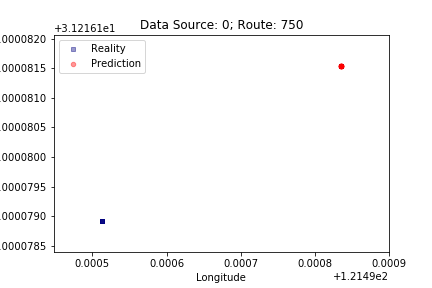 Data Source: 0; Route: 750
+3.12161e1
.0000820
.0000815
.0000810
.0000805
.0000800
.0000795
.0000790
.0000785
Reality
Prediction
0.0005 0.0006 0.0007 0.0008 0.0009
Longitude
+1.2149e2